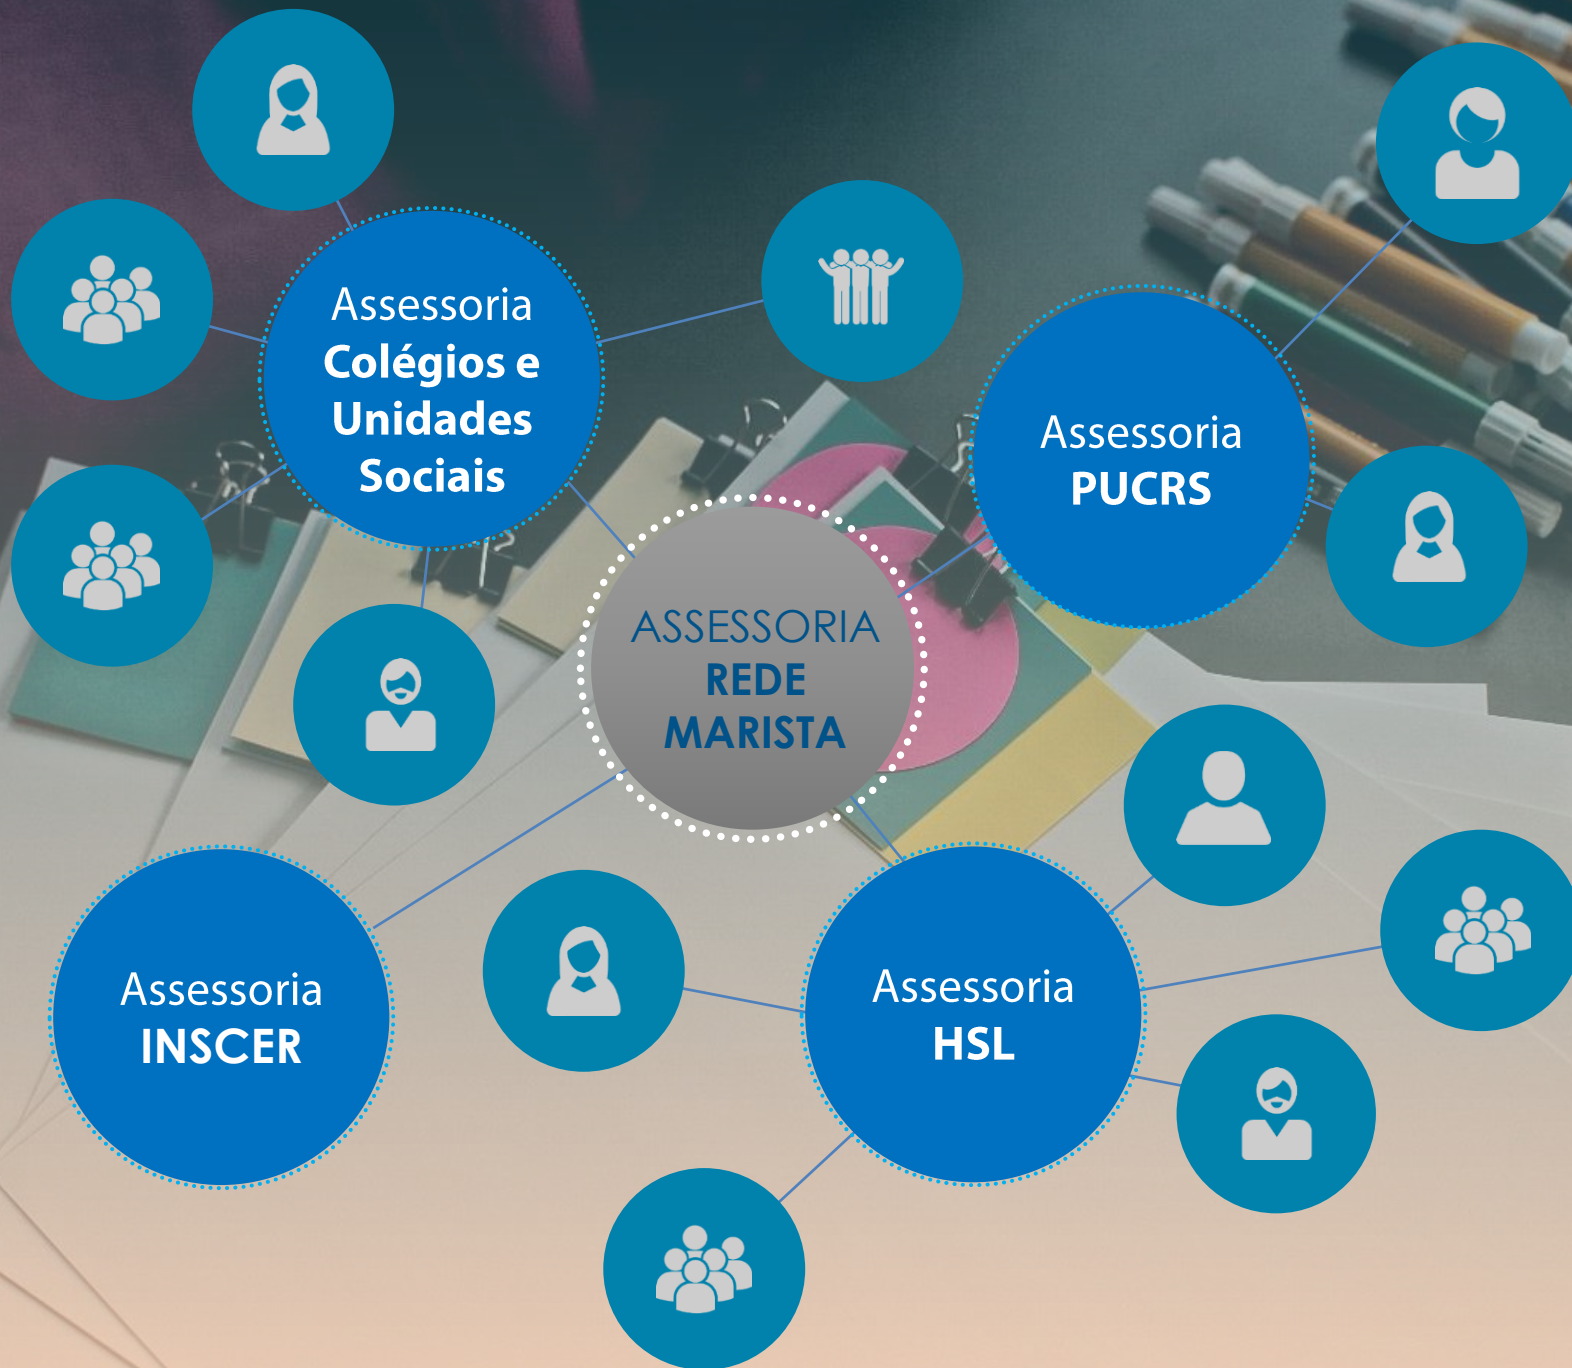 Assessoria
Colégios e
Unidades
Sociais
Assessoria
PUCRS
ASSESSORIA
REDE
MARISTA
Assessoria
INSCER
Assessoria
HSL